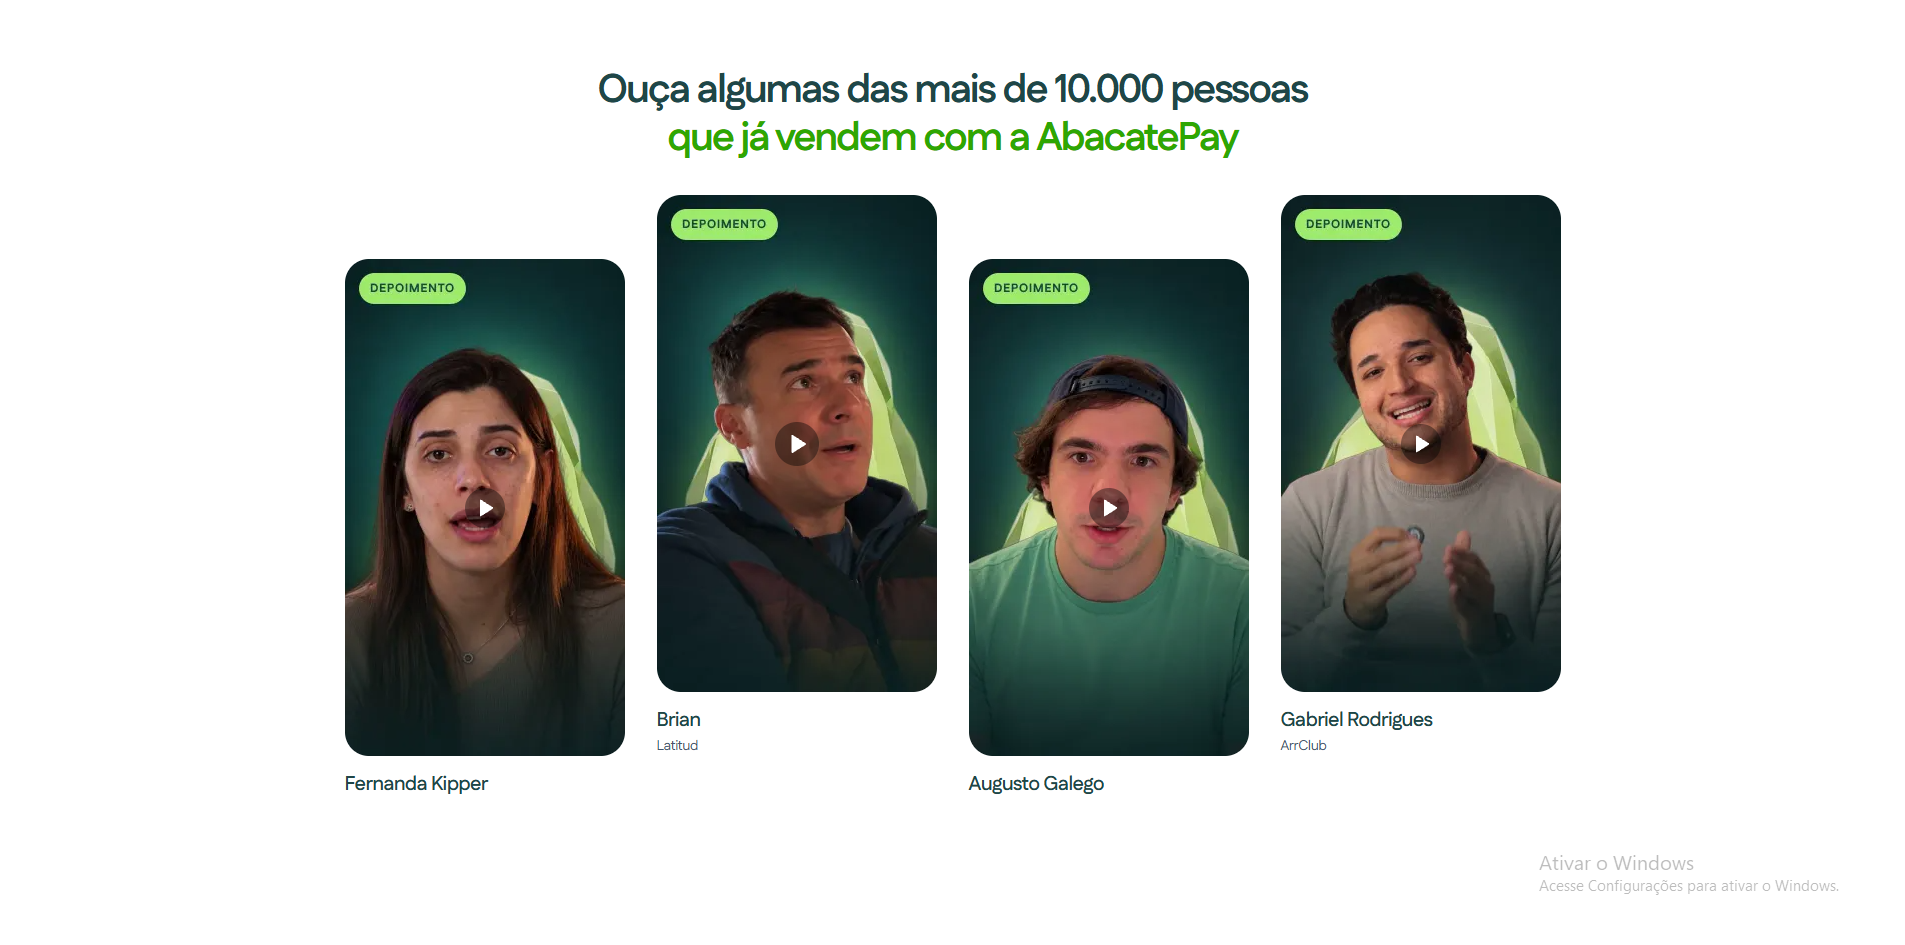 Ouça algumas das mais de 10.000 pessoas
que já vendem com a AbacatePay
DEPOIMENTO
Fernanda Kipper
DEPOIMENTO
Brian
Latitud
DEPOIMENTO
Augusto Galego
DEPOIMENTO
Gabriel Rodrigues
ArrClub
Ativar o Windows
Acesse Configurações para ativar o Windows.